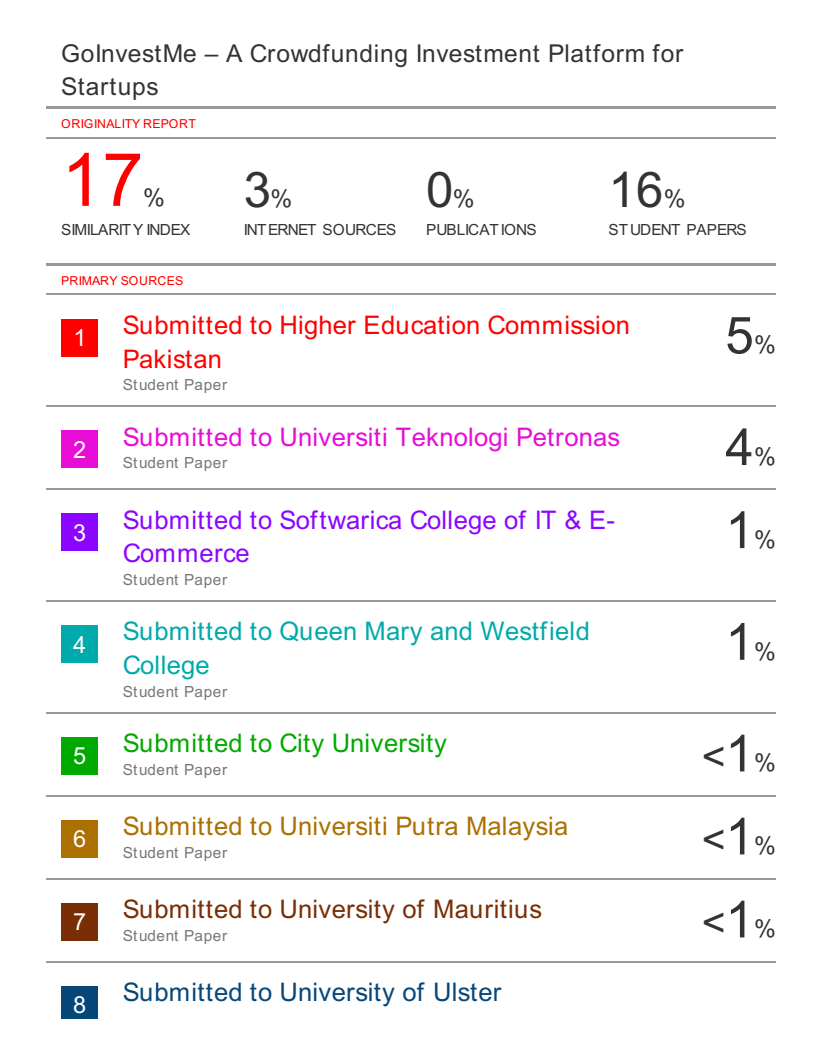 GoInvestMe – A Crowdfunding Investment Platform for
Startups
ORIGINALITY REPORT
17%
3%
0%
16%
SIMILARITY INDEX
INTERNET SOURCES
PUBLICATIONS
STUDENT PAPERS
PRIMARY SOURCES
1
Submitted to Higher Education Commission
Pakistan
Student Paper
5%
2
Submitted to Universiti Teknologi Petronas
Student Paper
4%
3
Submitted to Softwarica College of IT & E-
Commerce
Student Paper
1%
4
Submitted to Queen Mary and Westfield
College
Student Paper
1%
5
Submitted to City University
Student Paper
<1%
6
Submitted to Universiti Putra Malaysia
Student Paper
<1%
7
Submitted to University of Mauritius
Student Paper
<1%
8
Submitted to University of Ulster